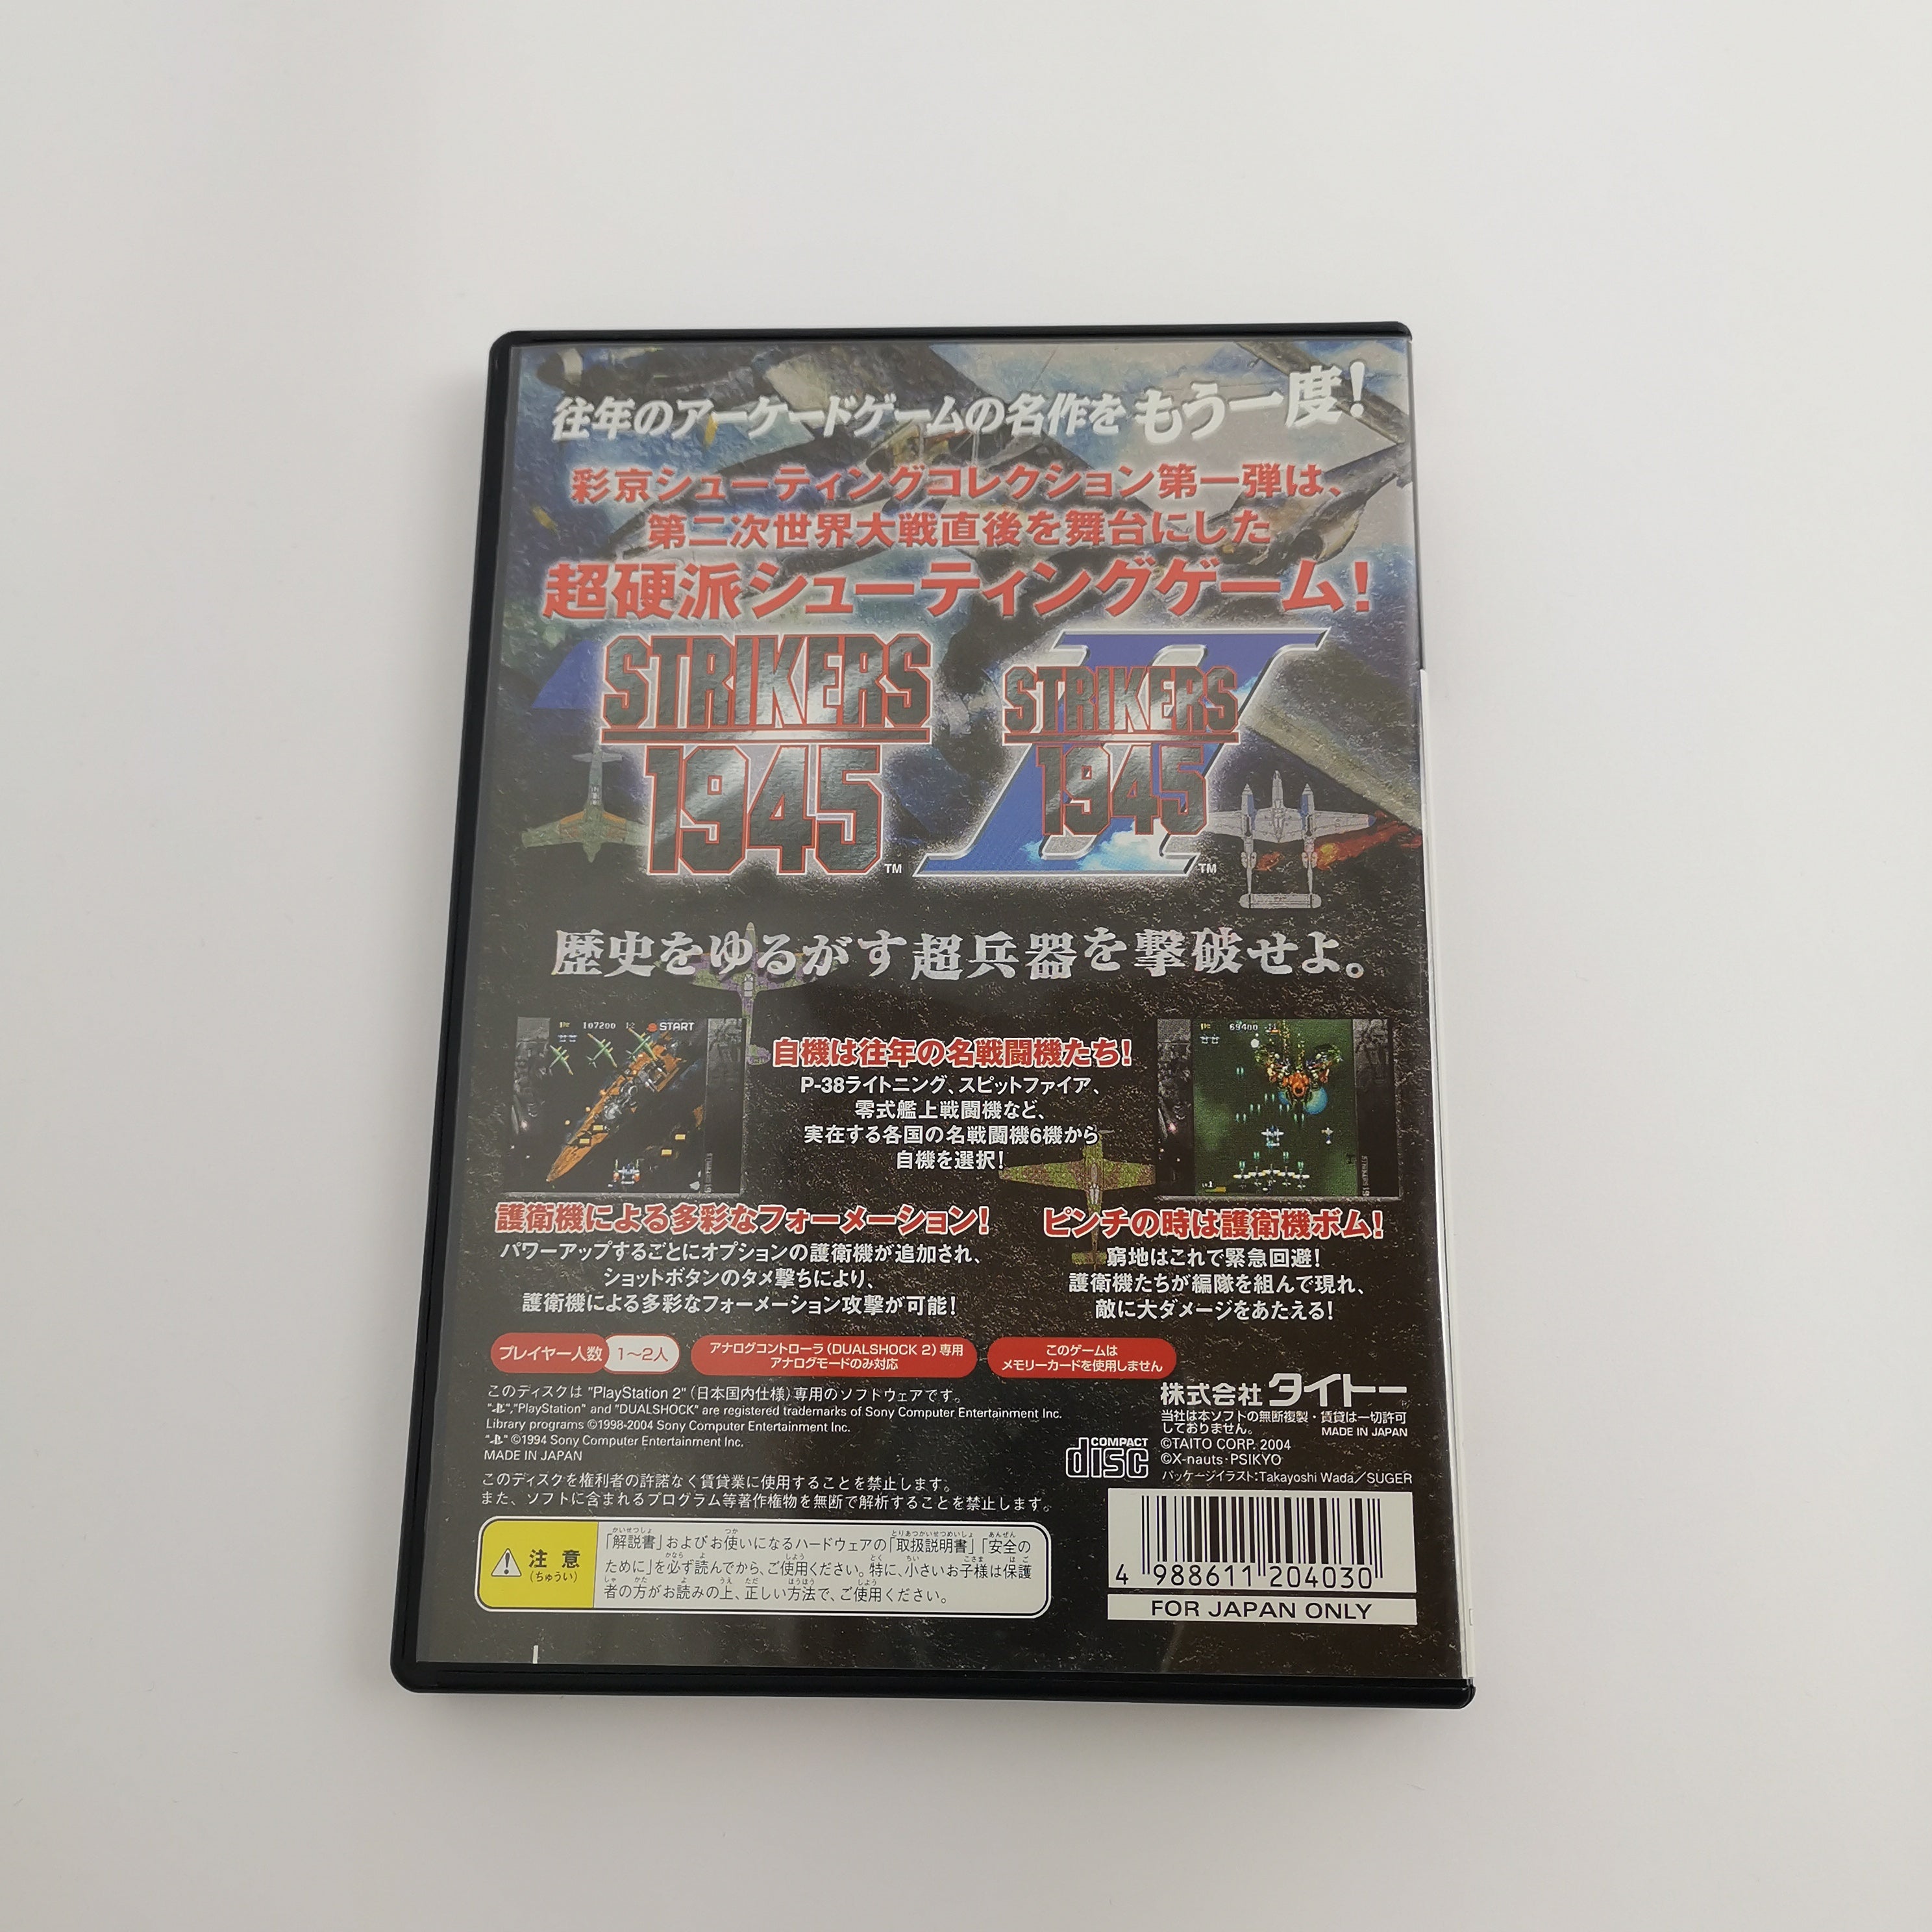 往年のアーケードゲームの名作をもう一度!
彩京シューティングコレクション第一弾は、
第二次世界大戦直後を舞台にした
超硬派シューティングゲーム!
STRIKERS
1945™
II
STRIKERS
1945
™
歴史をゆるがす超兵器を撃破せよ。
107200
START
69400
自機は往年の名戦闘機たち!
P-38ライトニング、スピットファイア、
零式艦上戦闘機など、
実在する各国の名戦闘機6機から
自機を選択!
護衛機による多彩なフォーメーション!
パワーアップするごとにオプションの護衛機が追加され、
ショットボタンのタメ撃ちにより、
護衛機による多彩なフォーメーション攻撃が可能!
ピンチの時は護衛機ボム!
窮地はこれで緊急回避!
護衛機たちが編隊を組んで現れ、
敵に大ダメージをあたえる!
プレイヤー人数 1〜2人
アナログコントローラ(DUALSHOCK 2)専用
アナログモードのみ対応
このゲームは
メモリーカードを使用しません
このディスクは "PlayStation 2"(日本国内仕様)専用のソフトウェアです。
" ","PlayStation" and "DUALSHOCK" are registered trademarks of Sony Computer Entertainment Inc.
Library programs ©1998-2004 Sony Computer Entertainment Inc.
" " ©1994 Sony Computer Entertainment Inc.
MADE IN JAPAN
このディスクを権利者の許諾なく賃貸業に使用することを禁止します。
また、ソフトに含まれるプログラム等著作権物を無断で解析することを禁止します。
COMPACT
disc
株式会社タイトー
当社は本ソフトの無断複製・賃貸は一切許可
しておりません。 MADE IN JAPAN
©TAITO CORP. 2004
©X-nauts・PSIKYO
パッケージイラスト:Takayoshi Wada/SUGER
注意
(ちゅうい)
「解説書」およびお使いになるハードウェアの「取扱説明書」「安全の
ために」を必ず読んでから、ご使用ください。特に、小さいお子様は保護
者の方がお読みの上、正しい方法で、ご使用ください。
4 988611 204030
FOR JAPAN ONLY